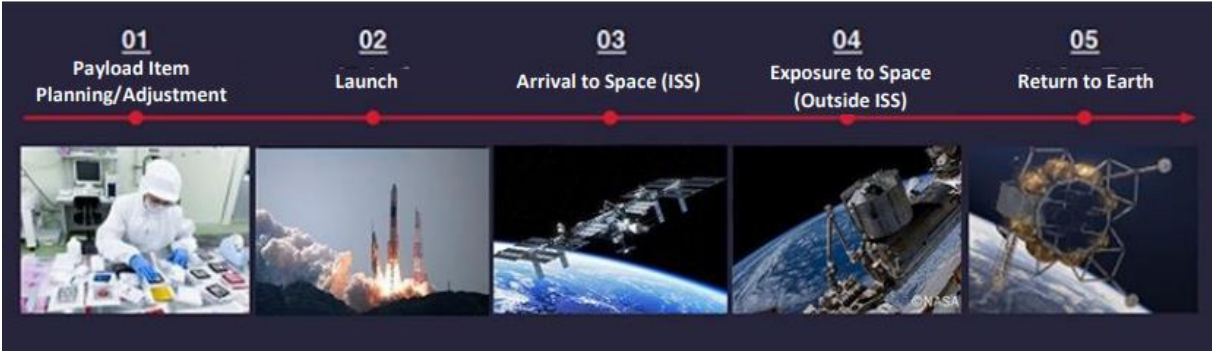 01
Payload Item
Planning/Adjustment
02
Launch
03
Arrival to Space (ISS)
04
Exposure to Space
(Outside ISS)
05
Return to Earth
©NASA